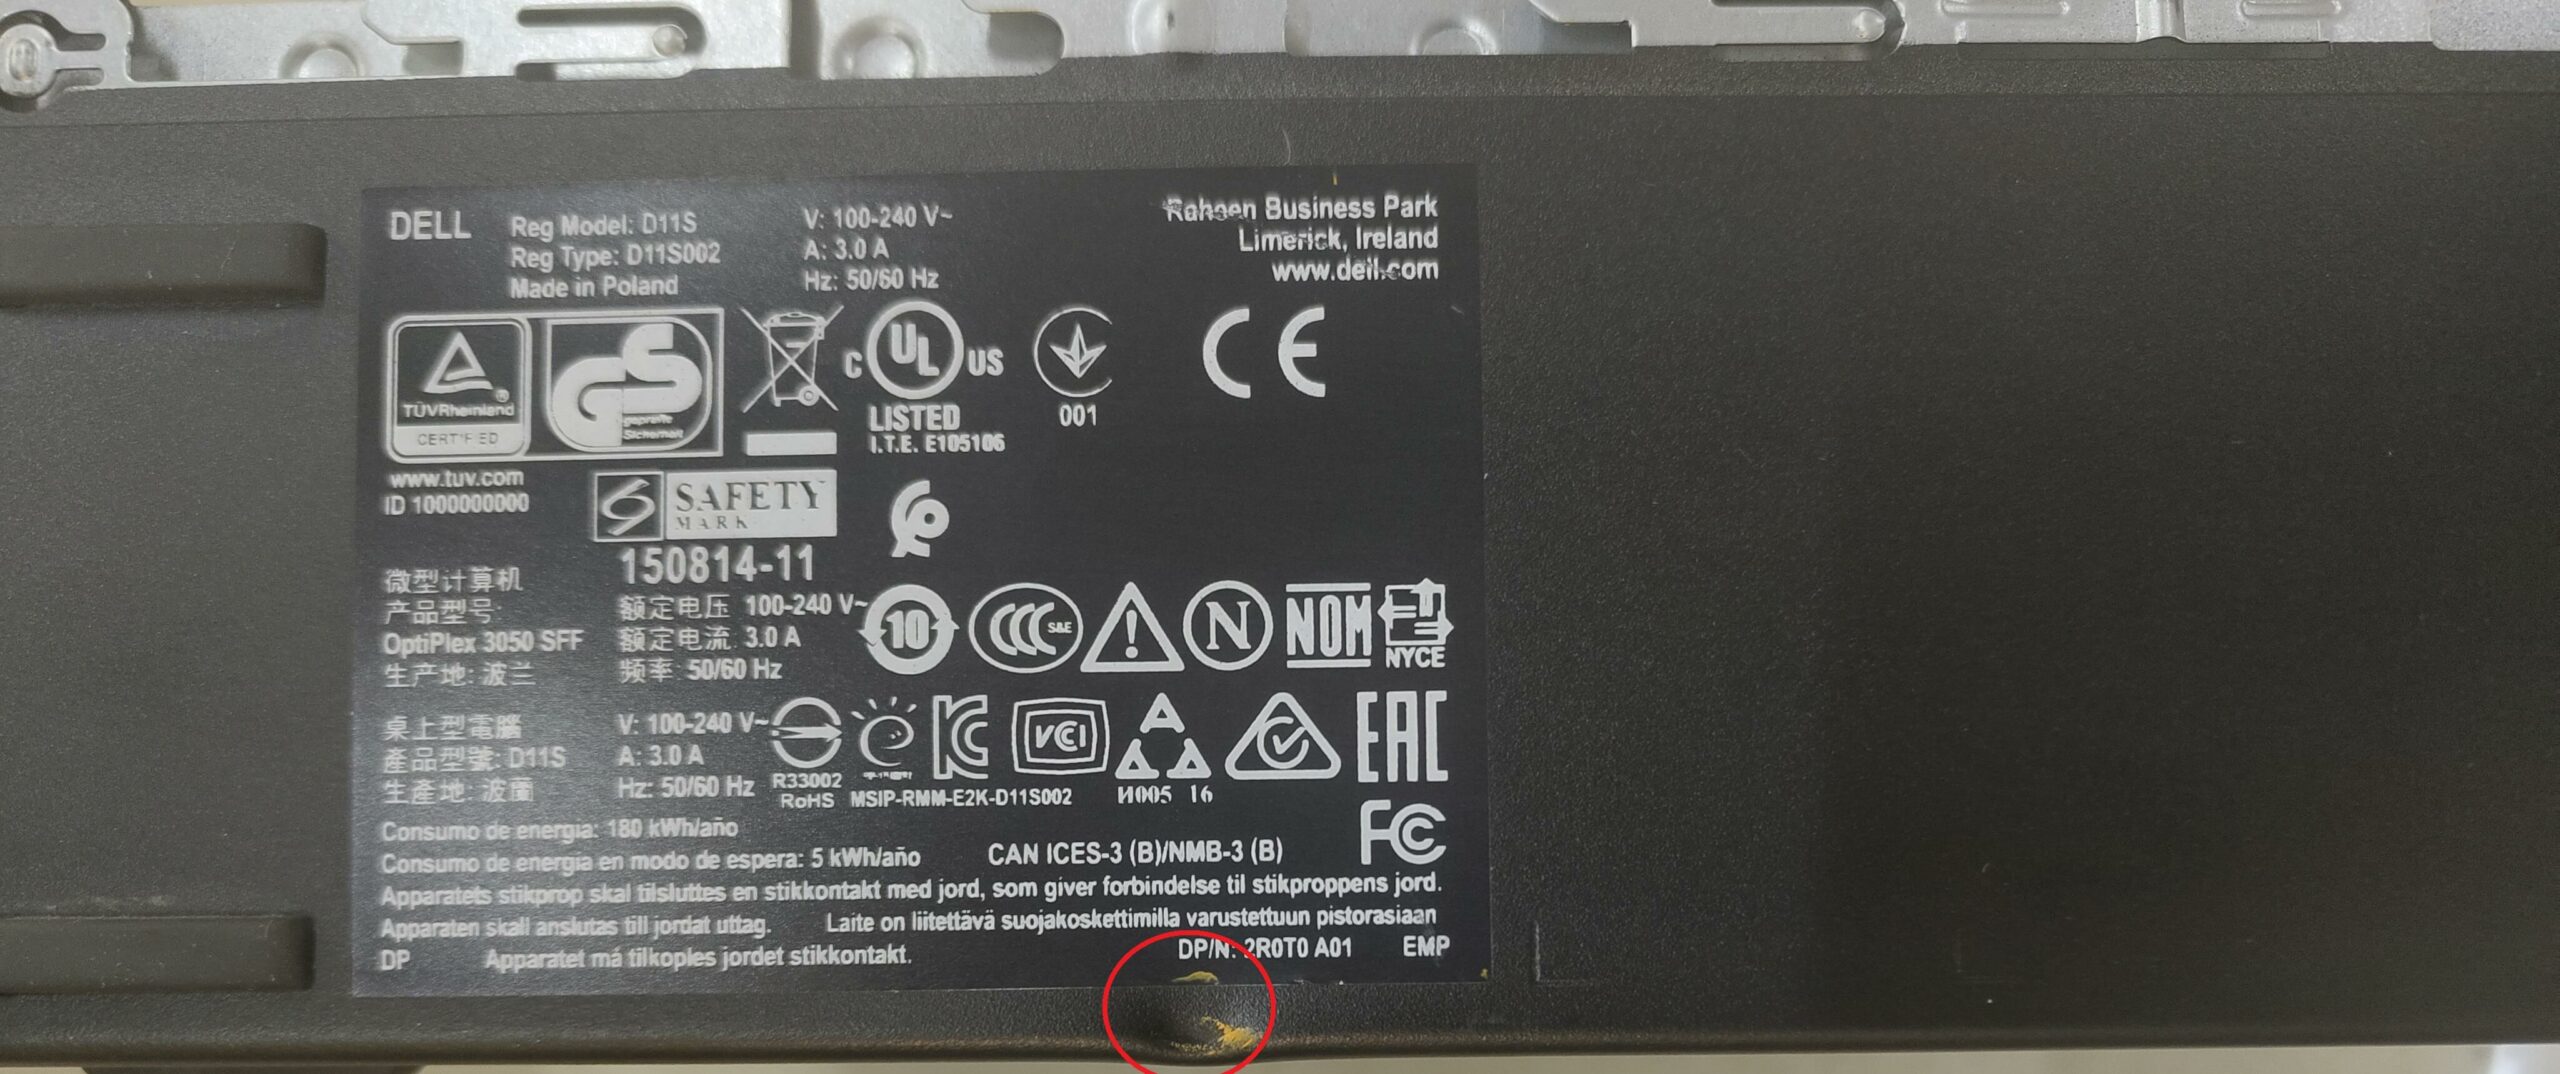 DELL
Reg Model: D11S
Reg Type: D11S002
Made in Poland
V: 100-240 V~
A: 3.0 A
Hz: 50/60 Hz
Raheen Business Park
Limerick, Ireland
www.dell.com
TÜVRheinland
CERTIFIED
geprüfte
Sicherheit
www.tuv.com
ID 1000000000
C UL US
LISTED
I.T.E. E105106
001
CE
SAFETY
MARK
150814-11
微型计算机
产品型号:
OptiPlex 3050 SFF
生产地: 波兰
额定电压 100-240 V~
额定电流 3.0 A
频率 50/60 Hz
10
CCC S&E
N
NOM
NYCE
桌上型電腦
產品型號: D11S
生產地: 波蘭
V: 100-240 V~
A: 3.0 A
Hz: 50/60 Hz
R33002
RoHS
MSIP-RMM-E2K-D11S002
VCCI
И005 16
EAC
FC
Consumo de energia: 180 kWh/año
Consumo de energia en modo de espera: 5 kWh/año
CAN ICES-3 (B)/NMB-3 (B)
Apparatets stikprop skal tilsluttes en stikkontakt med jord, som giver forbindelse til stikproppens jord.
Apparaten skall anslutas till jordat uttag. Laite on liitettävä suojakoskettimilla varustettuun pistorasiaan
DP Apparatet má tilkoples jordet stikkontakt. DP/N: 2R0T0 A01 EMP